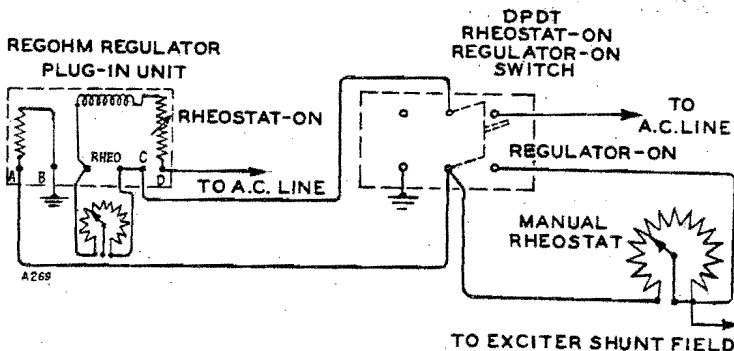 REGOHM REGULATOR
PLUG-IN UNIT
DPDT
RHEOSTAT-ON
REGULATOR-ON
SWITCH
RHEOSTAT-ON
TO
A.C. LINE
A
B
RHEO
C
D
TO A.C. LINE
REGULATOR-ON
MANUAL
RHEOSTAT
A269
TO EXCITER SHUNT FIELD